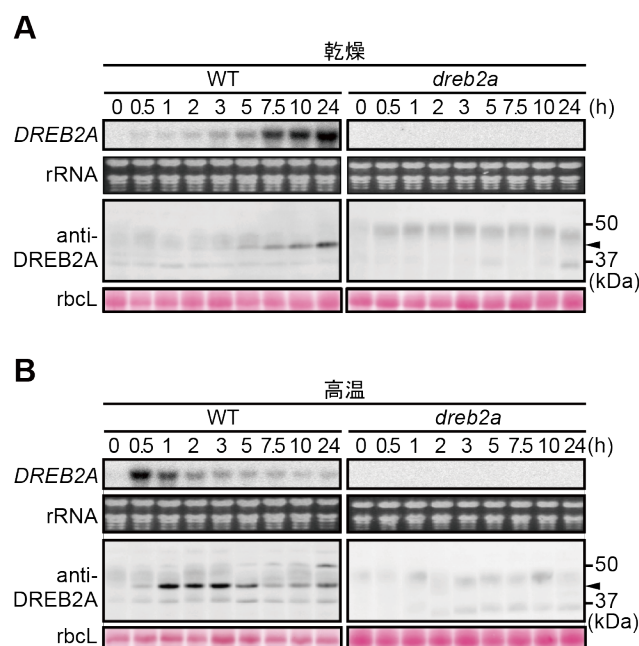 A
乾燥
WT dreb2a
0 0.5 1 2 3 5 7.5 10 24 0 0.5 1 2 3 5 7.5 10 24 (h)
DREB2A
rRNA
50
anti-
DREB2A
37
(kDa)
rbcL
B
高温
WT dreb2a
0 0.5 1 2 3 5 7.5 10 24 0 0.5 1 2 3 5 7.5 10 24 (h)
DREB2A
rRNA
50
anti-
DREB2A
37
(kDa)
rbcL